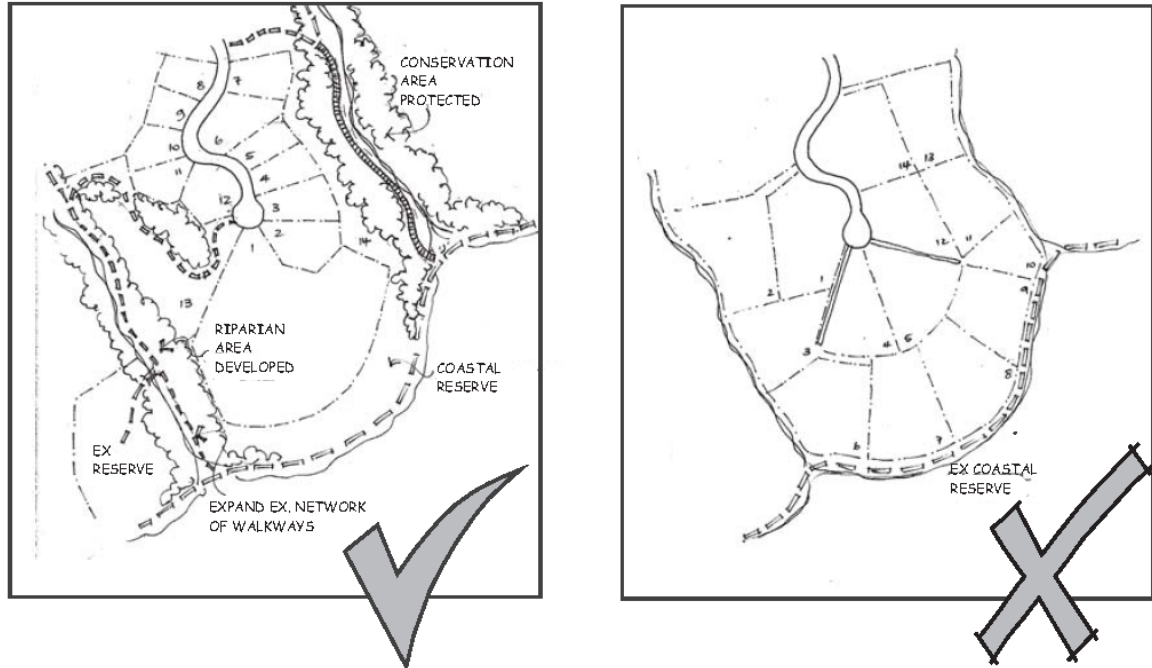 CONSERVATION
AREA
PROTECTED
8
7
9
10
6
5
11
4
12
3
1
2
14
13
RIPARIAN
AREA
DEVELOPED
COASTAL
RESERVE
EX
RESERVE
EXPAND EX. NETWORK
OF WALKWAYS
14
13
12
11
10
9
1
2
3
4
5
8
6
7
EX COASTAL
RESERVE